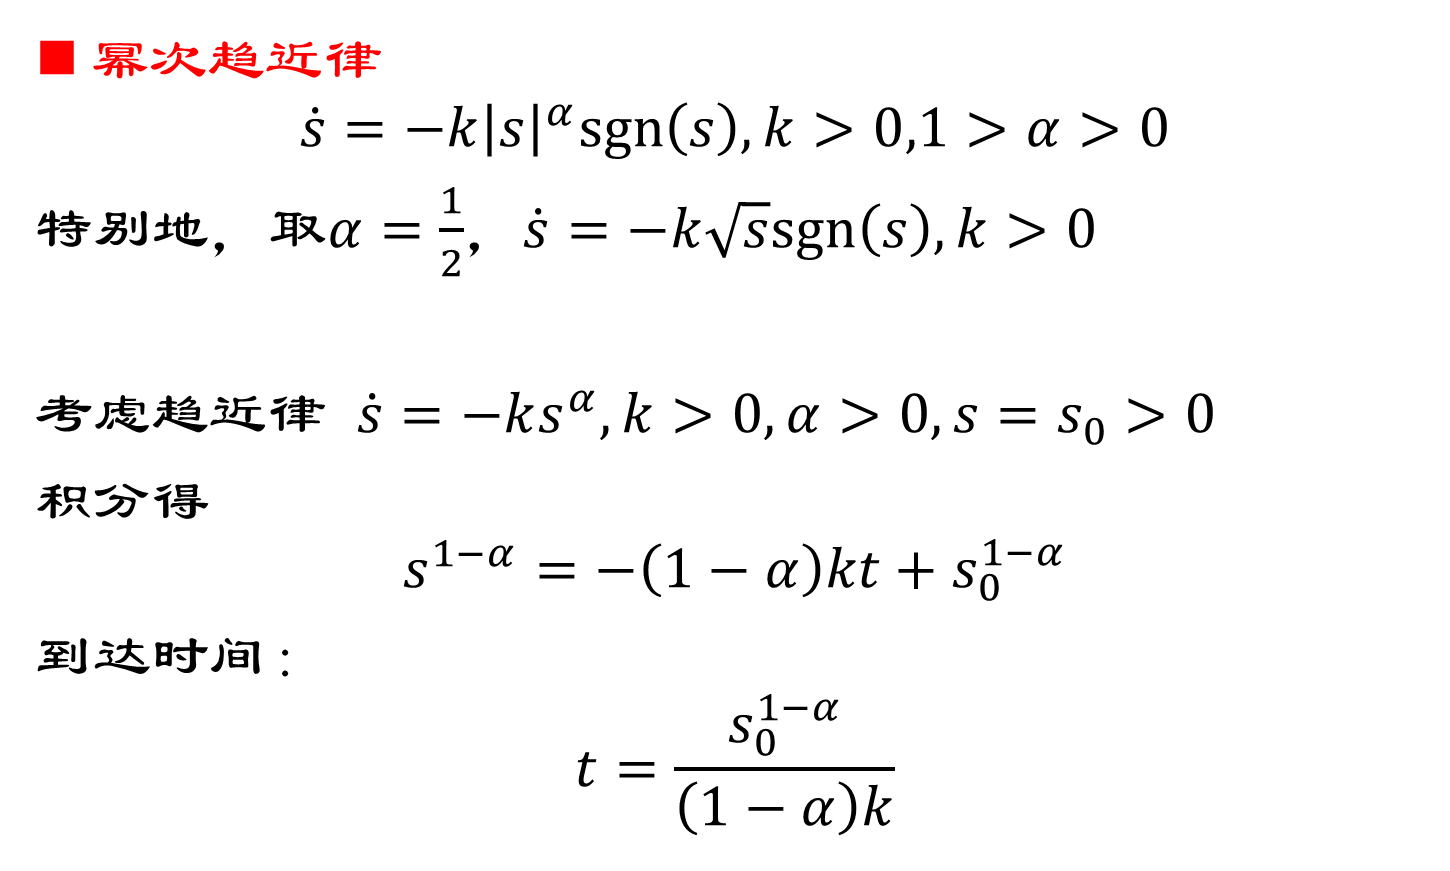 ■ 幂次趋近律
ṡ = −k|s|^α sgn(s), k > 0,1 > α > 0
特别地，取α = 1/2，ṡ = −k√s sgn(s), k > 0
考虑趋近律 ṡ = −ks^α, k > 0, α > 0, s = s₀ > 0
积分得
s^(1−α) = −(1 − α)kt + s₀^(1−α)
到达时间：
t = s₀^(1−α) / ((1 − α)k)